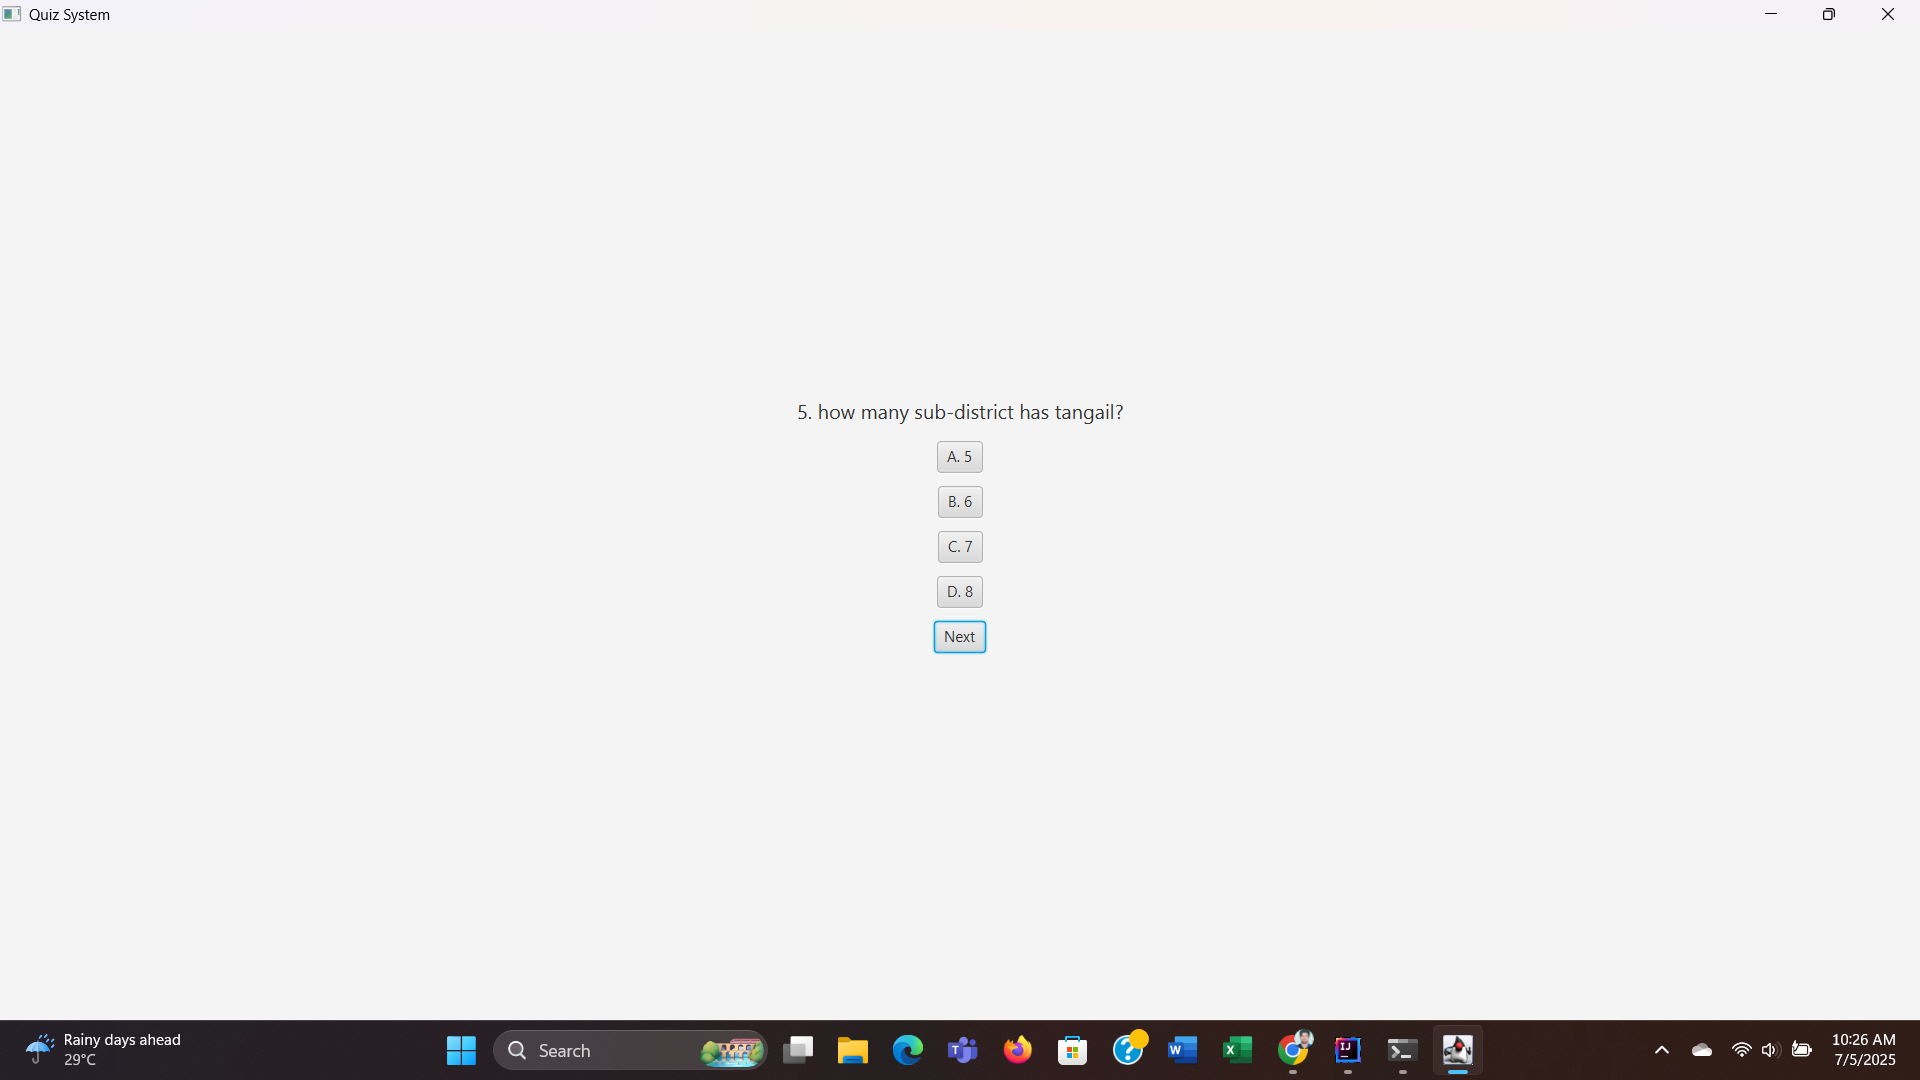 Quiz System
5. how many sub-district has tangail?
A. 5
B. 6
C. 7
D. 8
Next
Rainy days ahead
29°C
Search
10:26 AM
7/5/2025